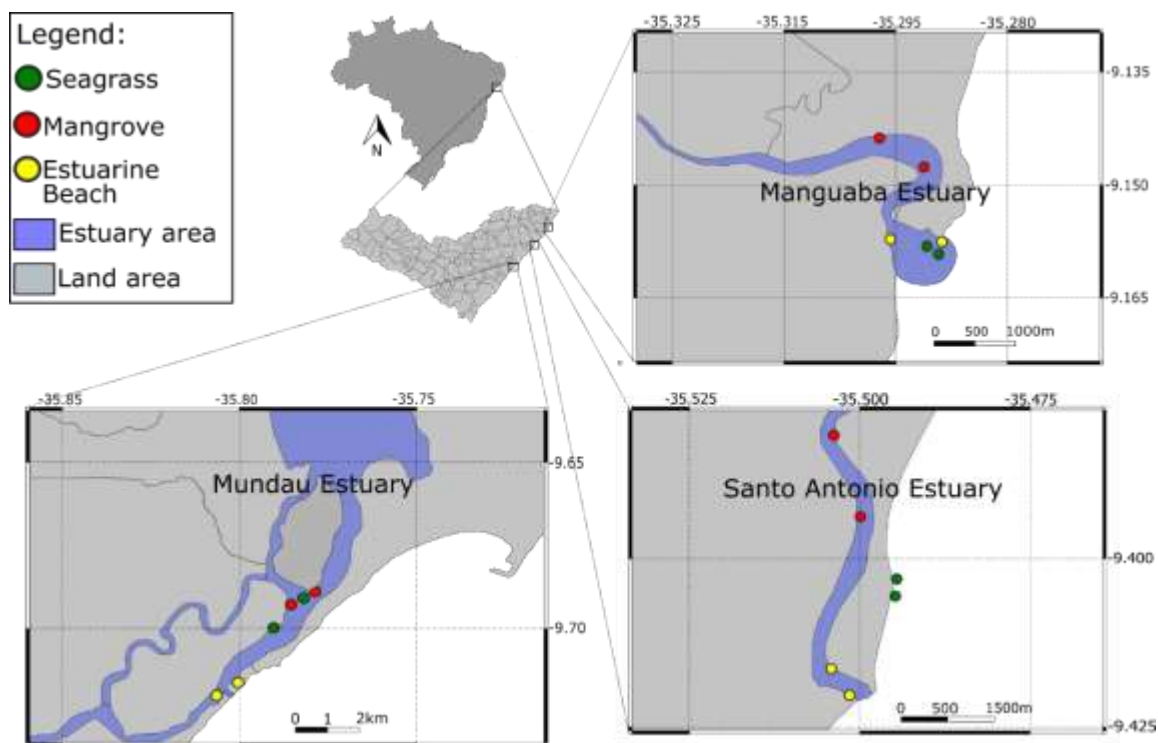 Legend:
Seagrass
Mangrove
Estuarine
Beach
Estuary area
Land area
N
-35.325 -35.315 -35.295 -35.280
-9.135
-9.150
-9.165
Manguaba Estuary
0 500 1000m
-35.85 -35.80 -35.75
-9.65
-9.70
Mundau Estuary
0 1 2km
-35.525 -35.500 -35.475
-9.400
-9.425
Santo Antonio Estuary
0 500 1500m